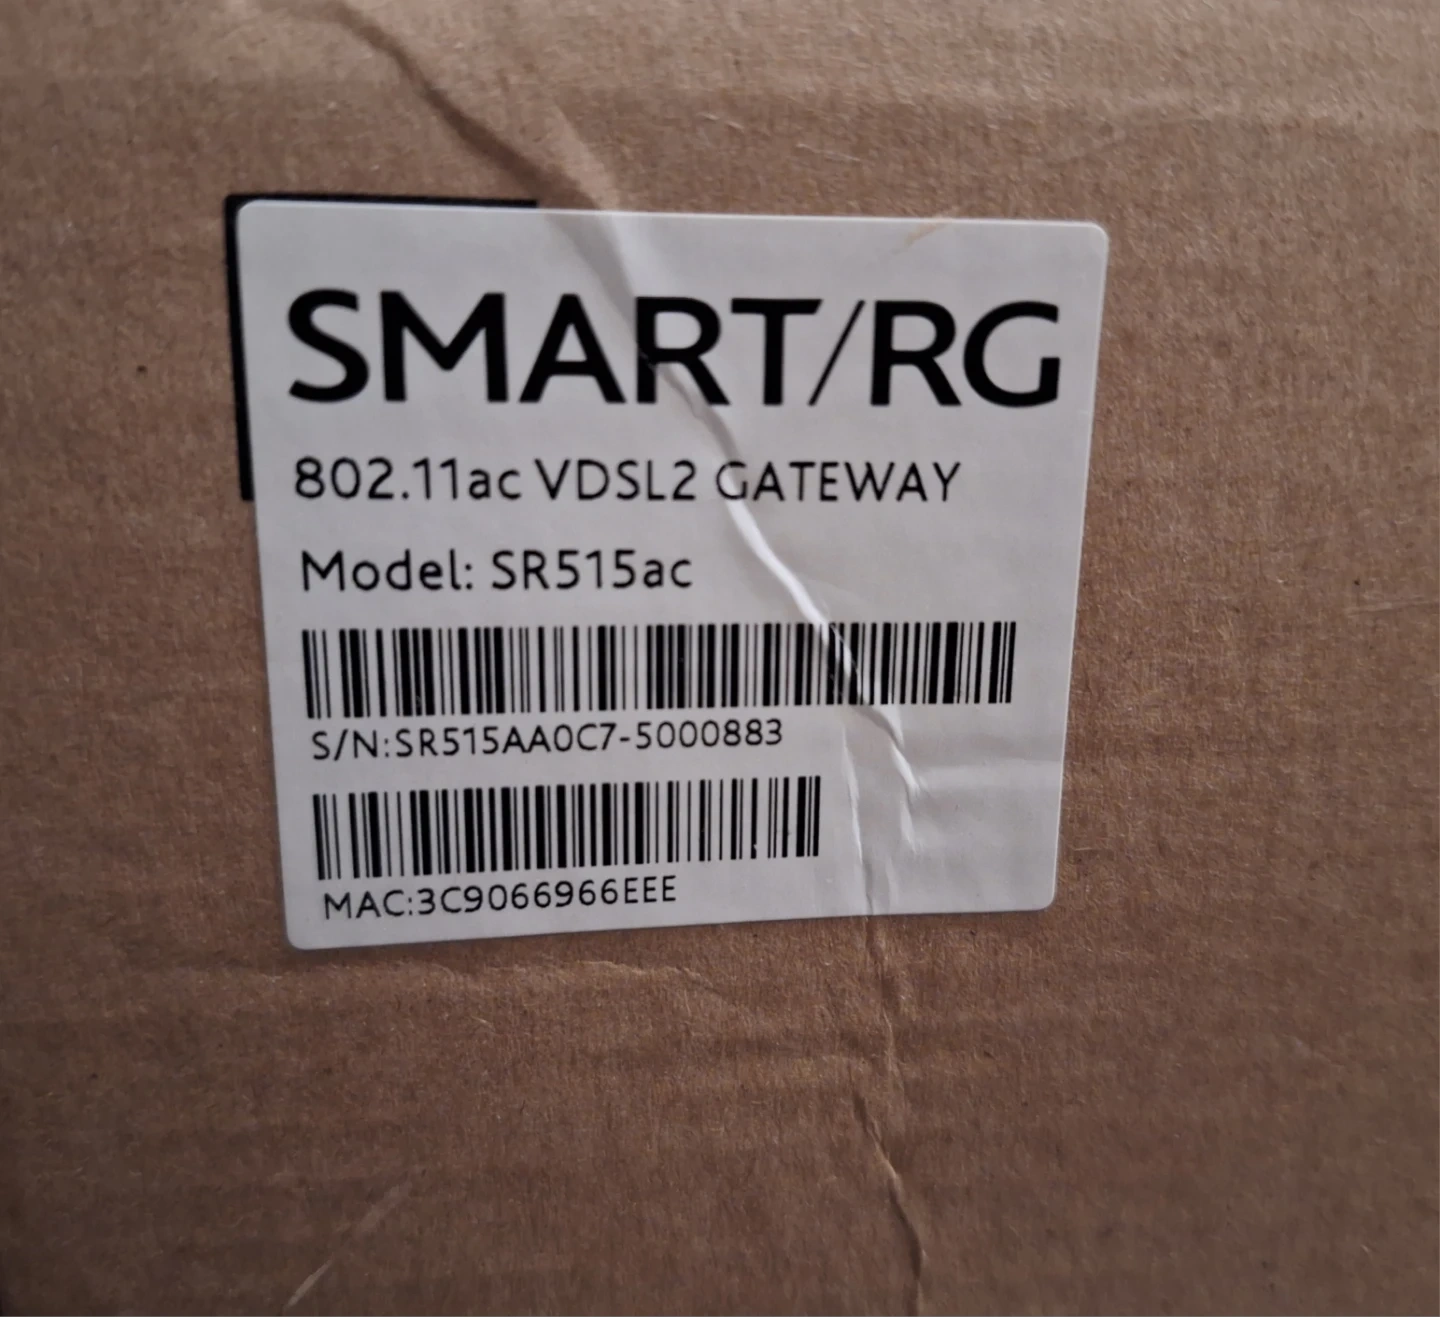 SMART/RG
802.11ac VDSL2 GATEWAY
Model: SR515ac
S/N:SR515AA0C7-5000883
MAC:3C9066966EEE